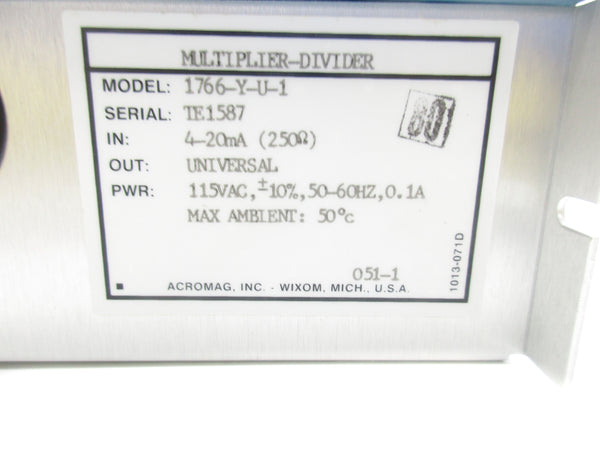 MULTIPLIER-DIVIDER
MODEL: 1766-Y-U-1
SERIAL: TE1587
80
IN: 4-20mA (250Ω)
OUT: UNIVERSAL
PWR: 115VAC,±10%,50-60HZ,0.1A
MAX AMBIENT: 50°c
051-1
ACROMAG, INC. - WIXOM, MICH., U.S.A.
1013-071D